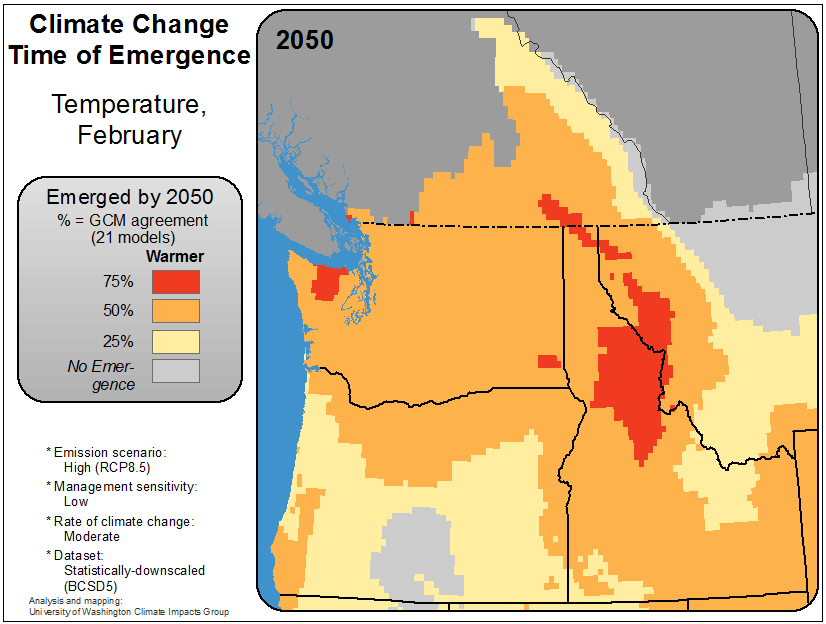 Climate Change
Time of Emergence
Temperature,
February
Emerged by 2050
% = GCM agreement
(21 models)
Warmer
75%
50%
25%
No Emer-
gence
* Emission scenario:
High (RCP8.5)
* Management sensitivity:
Low
* Rate of climate change:
Moderate
* Dataset:
Statistically-downscaled
(BCSD5)
Analysis and mapping:
University of Washington Climate Impacts Group
2050